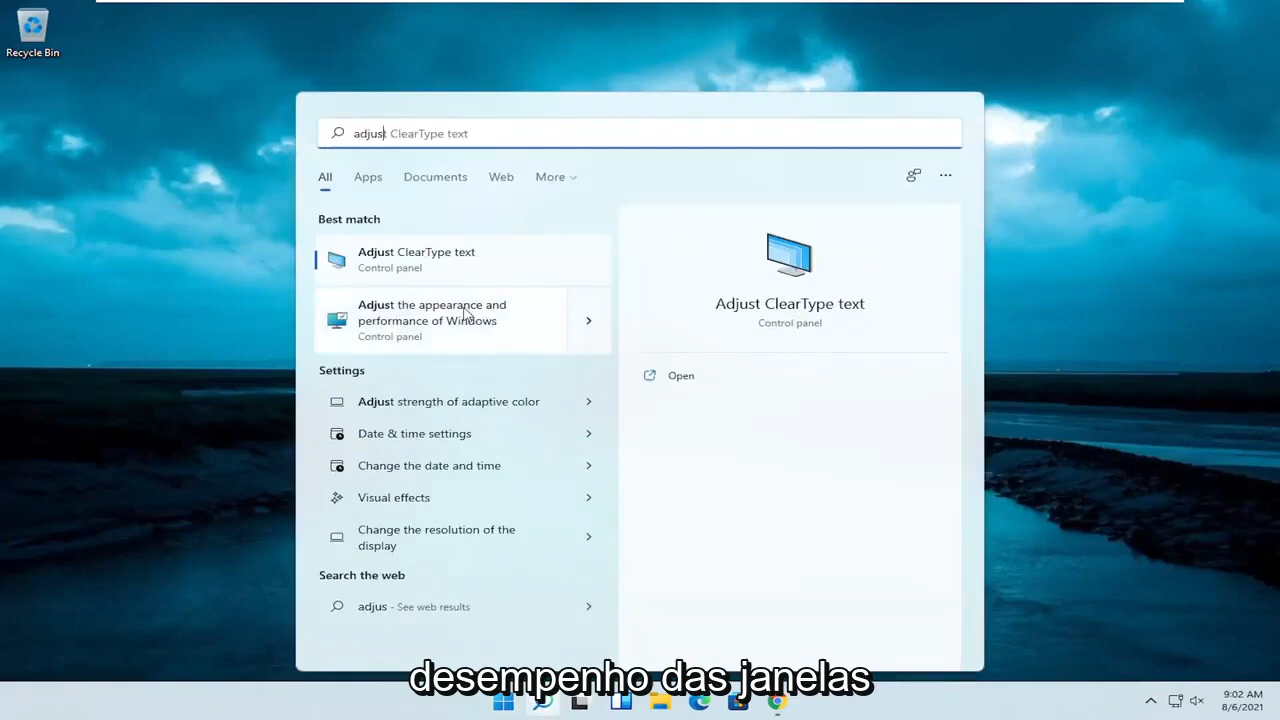 Recycle Bin
adjust ClearType text
All
Apps
Documents
Web
More
Best match
Adjust ClearType text
Control panel
Adjust the appearance and
performance of Windows
Control panel
Settings
Adjust strength of adaptive color
Date & time settings
Change the date and time
Visual effects
Change the resolution of the
display
Search the web
adjus - See web results
Adjust ClearType text
Control panel
Open
desempenho das janelas
9:02 AM
8/6/2021